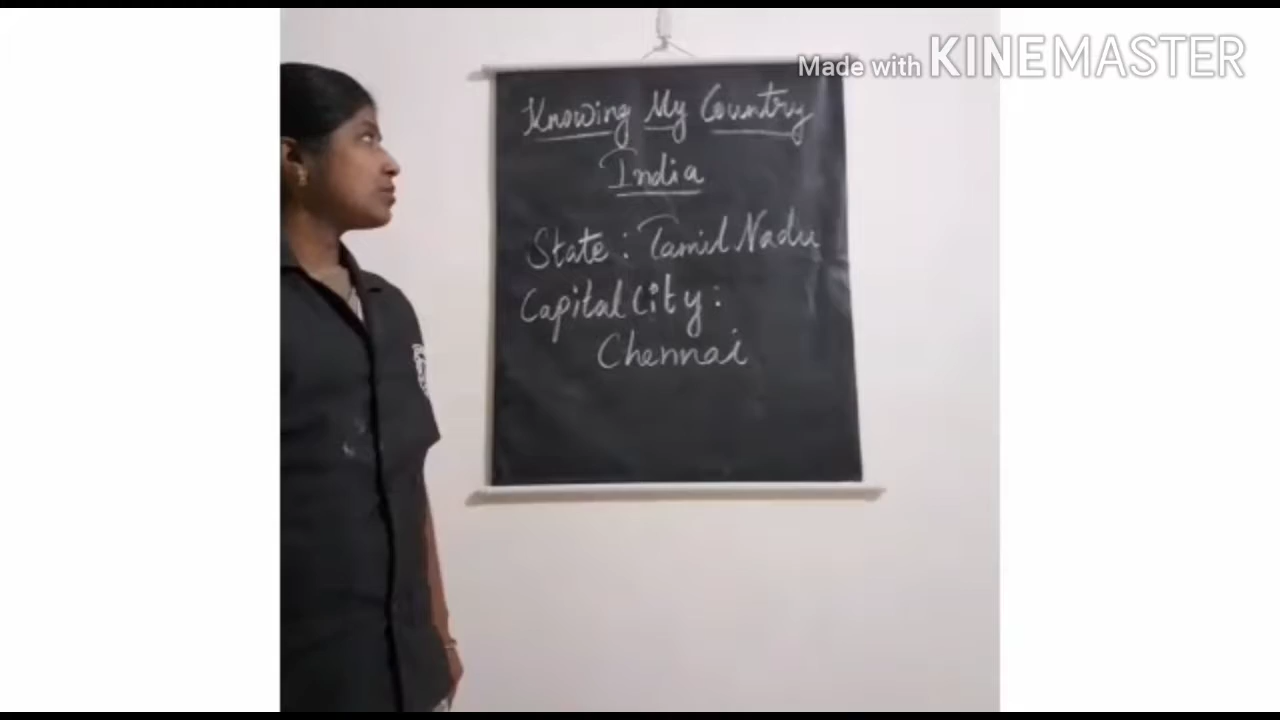 Made with KINEMASTER
Knowing My Country
India
State : Tamil Nadu
Capital City :
Chennai